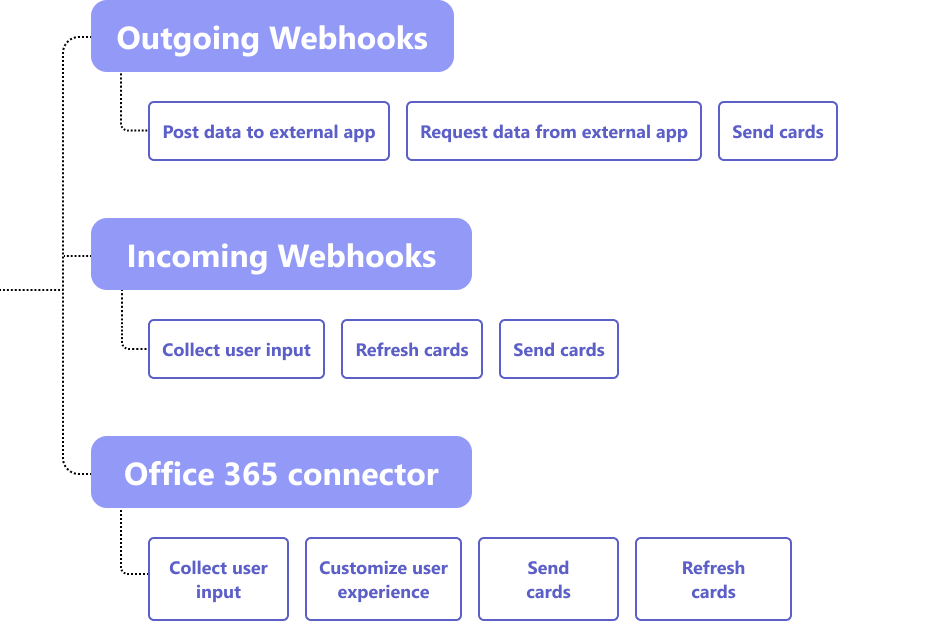 Outgoing Webhooks
Post data to external app
Request data from external app
Send cards
Incoming Webhooks
Collect user input
Refresh cards
Send cards
Office 365 connector
Collect user
input
Customize user
experience
Send
cards
Refresh
cards